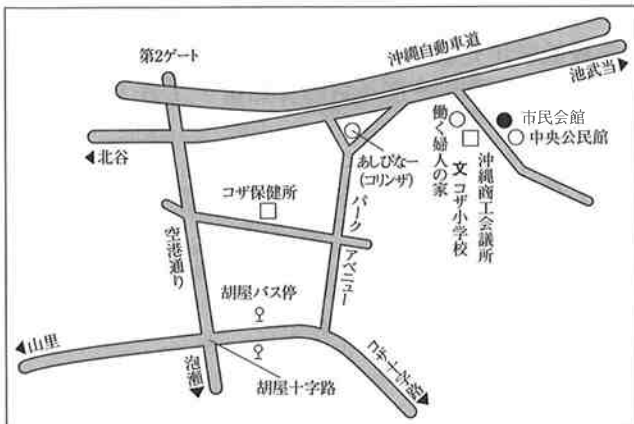 第2ゲート
沖縄自動車道
池武当
北谷
あしびなー
(コリンザ)
働く婦人の家
市民会館
中央公民館
沖縄商工会議所
文 コザ小学校
コザ保健所
パークアベニュー
空港通り
胡屋バス停
山里
泡瀬
胡屋十字路
コザ十字路